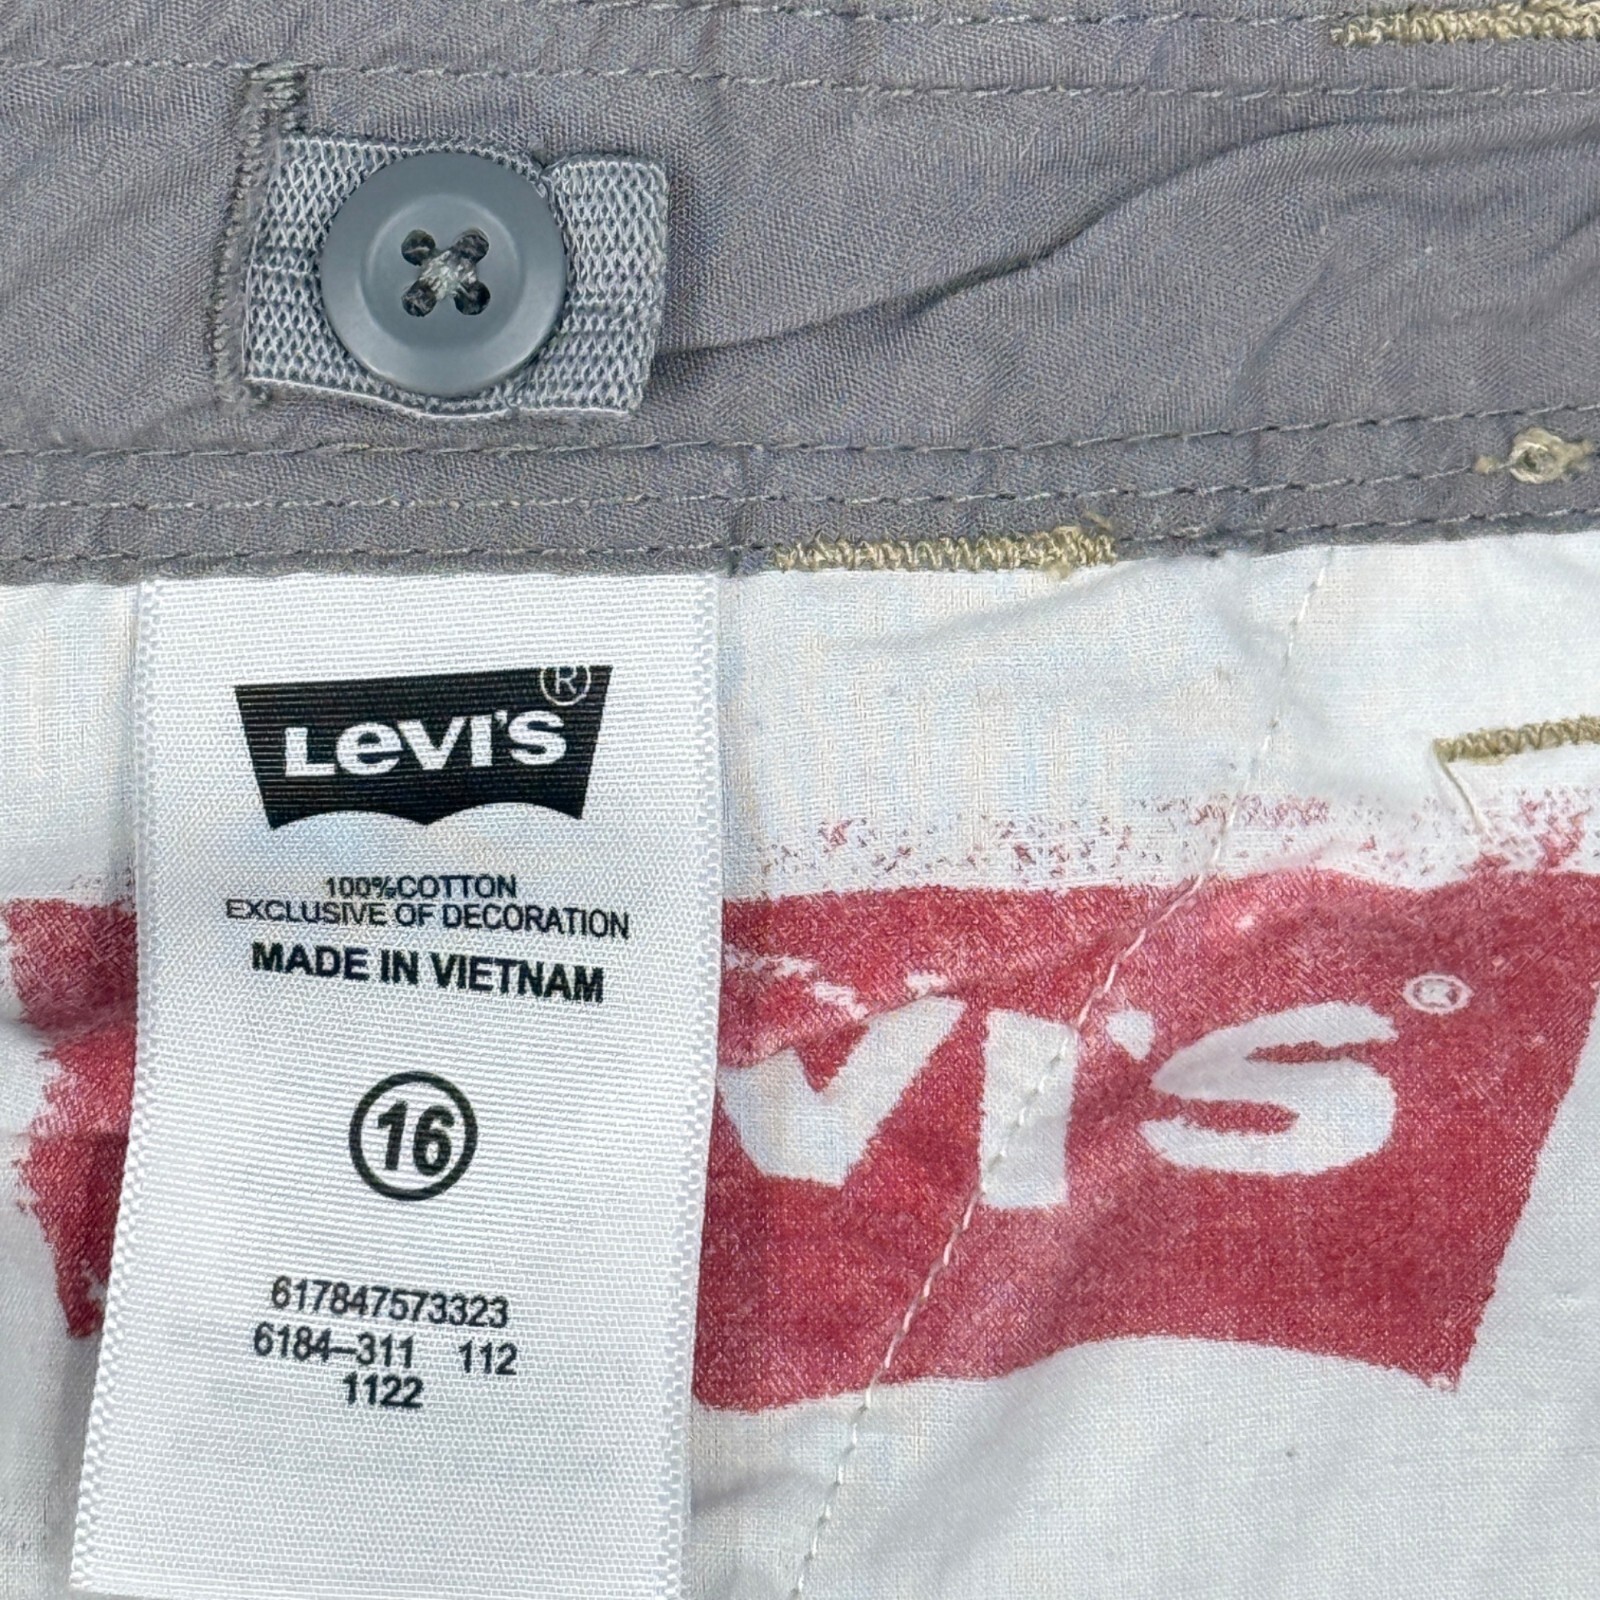 LEVI'S®
100%COTTON
EXCLUSIVE OF DECORATION
MADE IN VIETNAM
16
617847573323
6184-311 112
1122
VI'S®